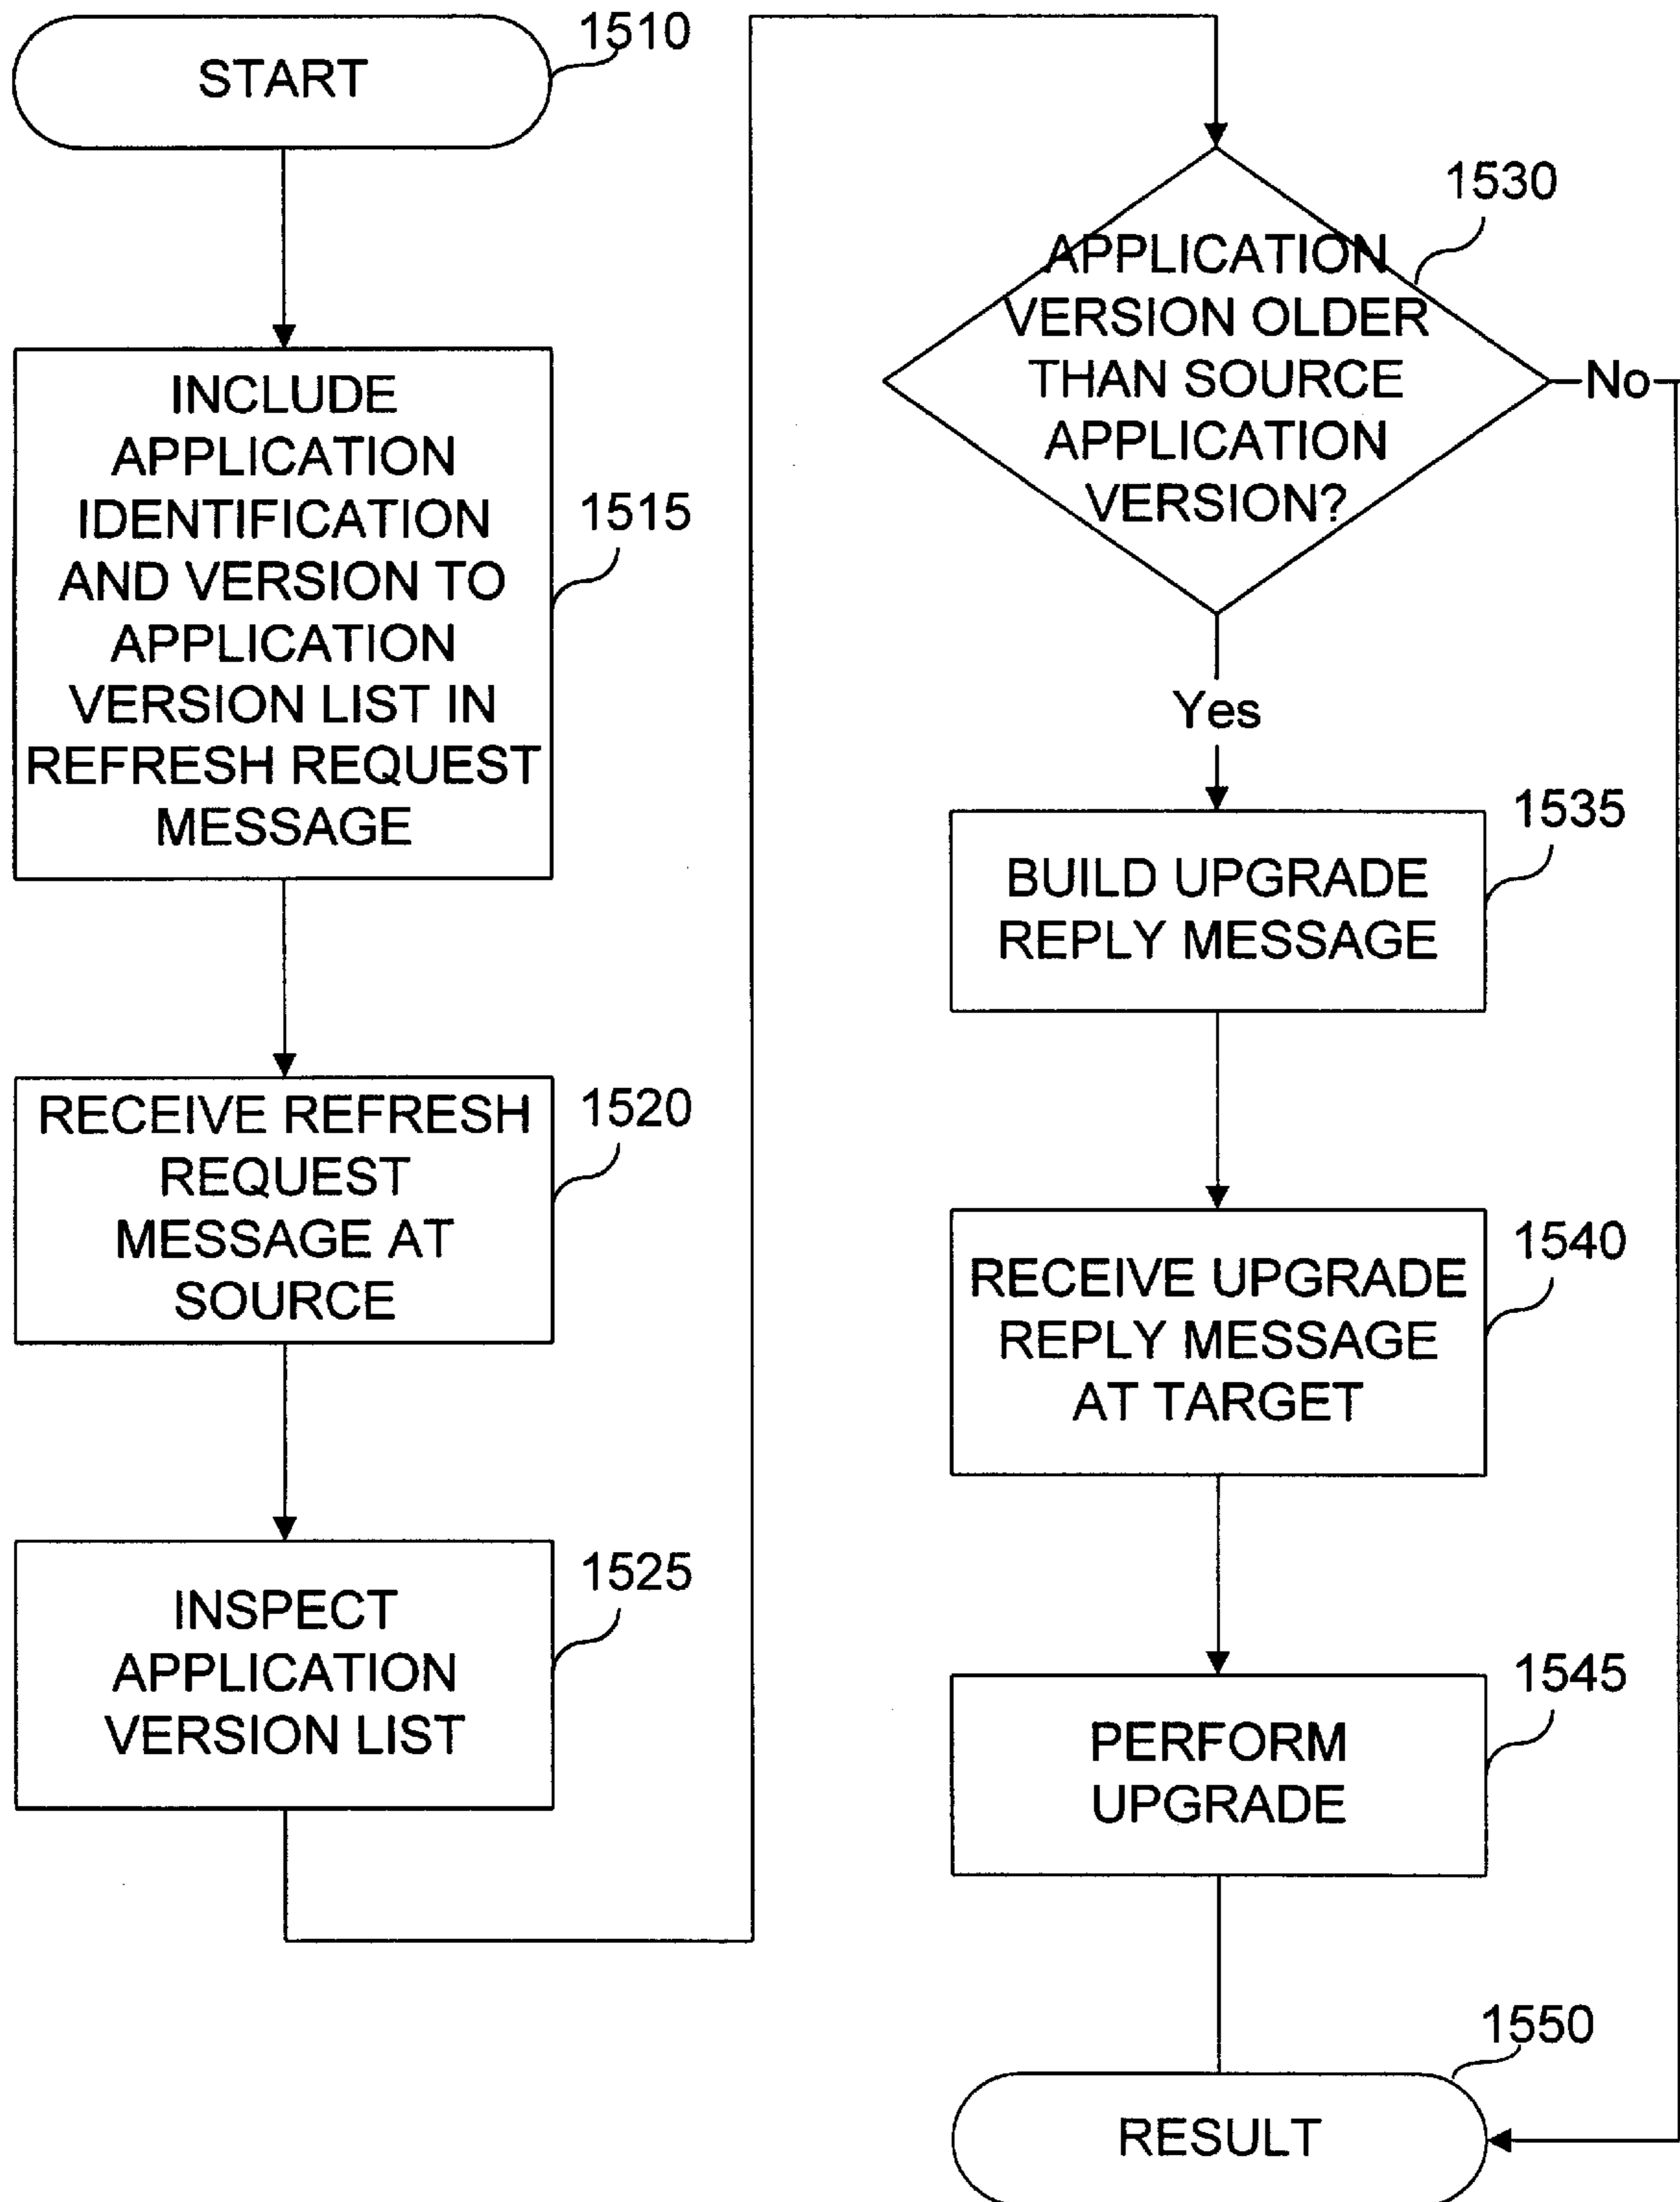 START
1510
INCLUDE
APPLICATION
IDENTIFICATION
AND VERSION TO
APPLICATION
VERSION LIST IN
REFRESH REQUEST
MESSAGE
1515
RECEIVE REFRESH
REQUEST
MESSAGE AT
SOURCE
1520
INSPECT
APPLICATION
VERSION LIST
1525
APPLICATION
VERSION OLDER
THAN SOURCE
APPLICATION
VERSION?
1530
No
Yes
BUILD UPGRADE
REPLY MESSAGE
1535
RECEIVE UPGRADE
REPLY MESSAGE
AT TARGET
1540
PERFORM
UPGRADE
1545
RESULT
1550